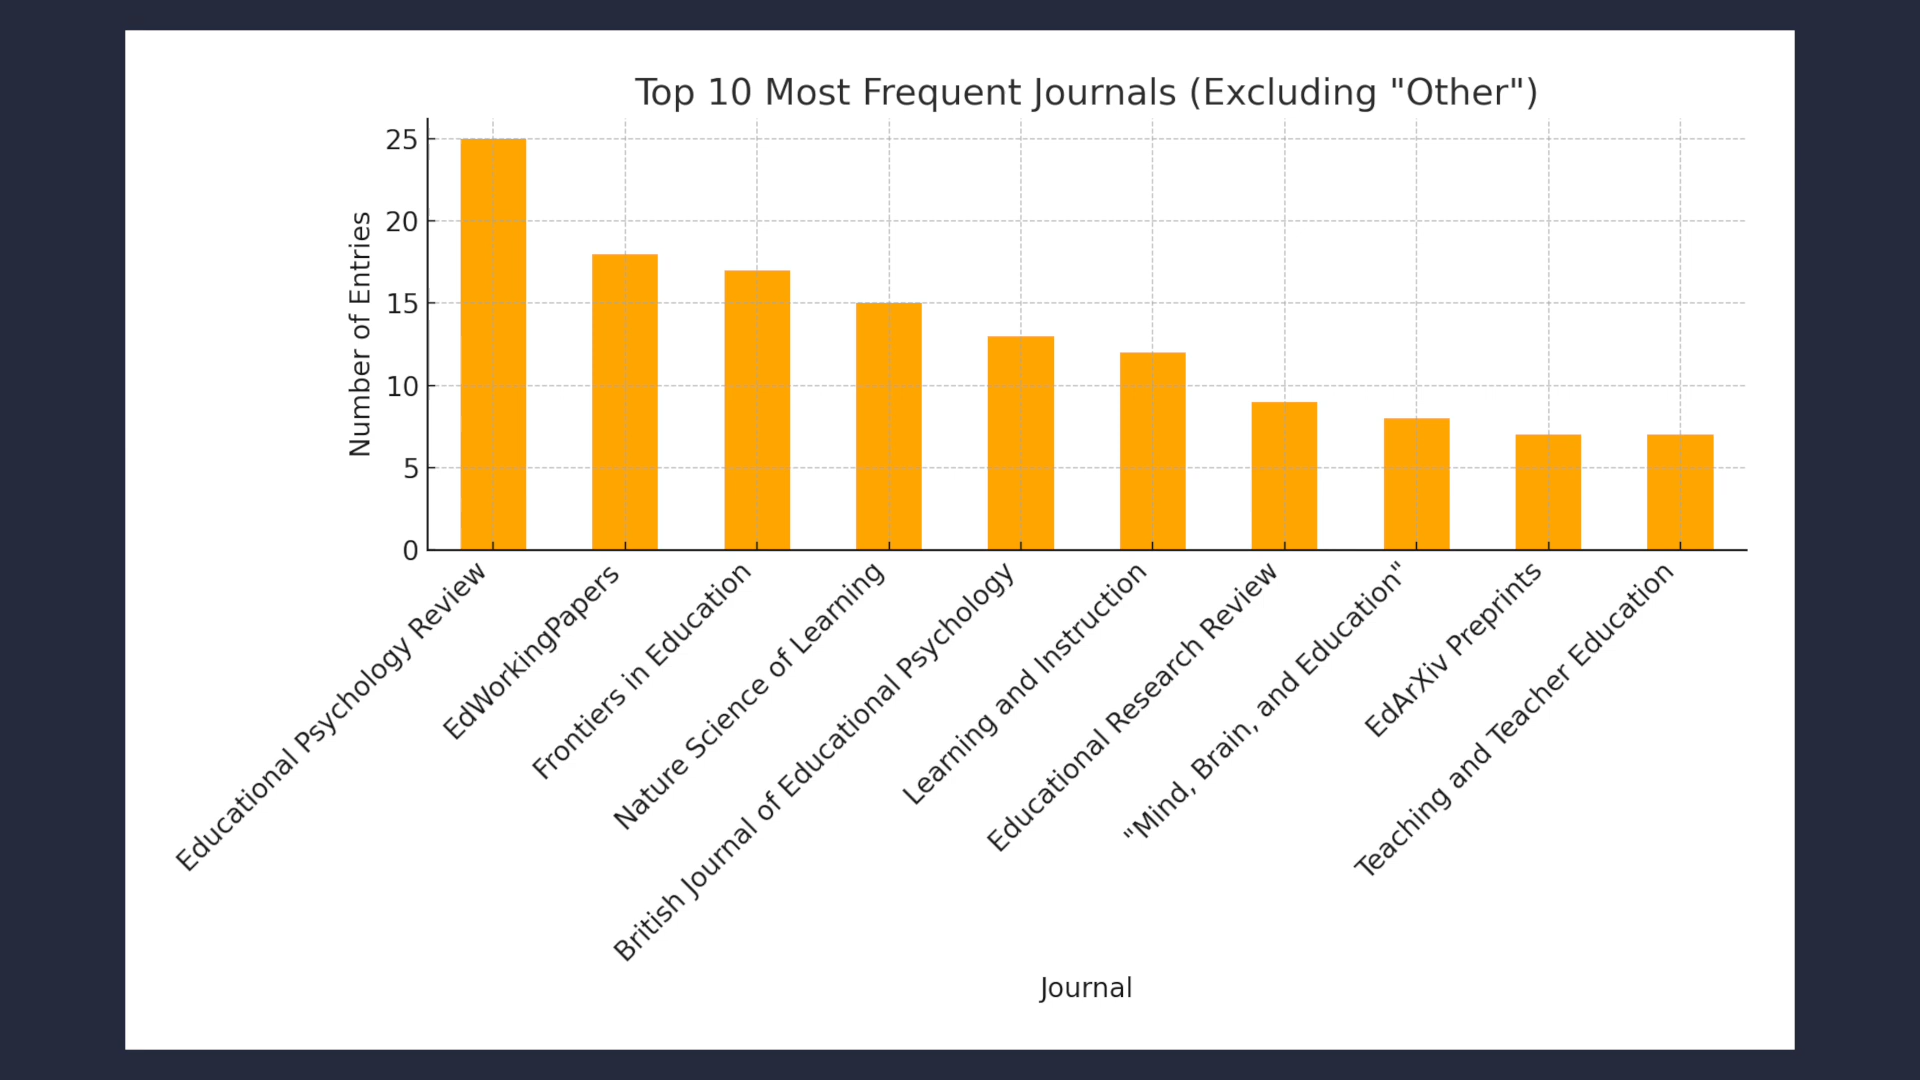 Top 10 Most Frequent Journals (Excluding "Other")
Number of Entries
25
20
15
10
5
0
Educational Psychology Review
EdWorkingPapers
Frontiers in Education
Nature Science of Learning
British Journal of Educational Psychology
Learning and Instruction
Educational Research Review
"Mind, Brain, and Education"
EdArXiv Preprints
Teaching and Teacher Education
Journal